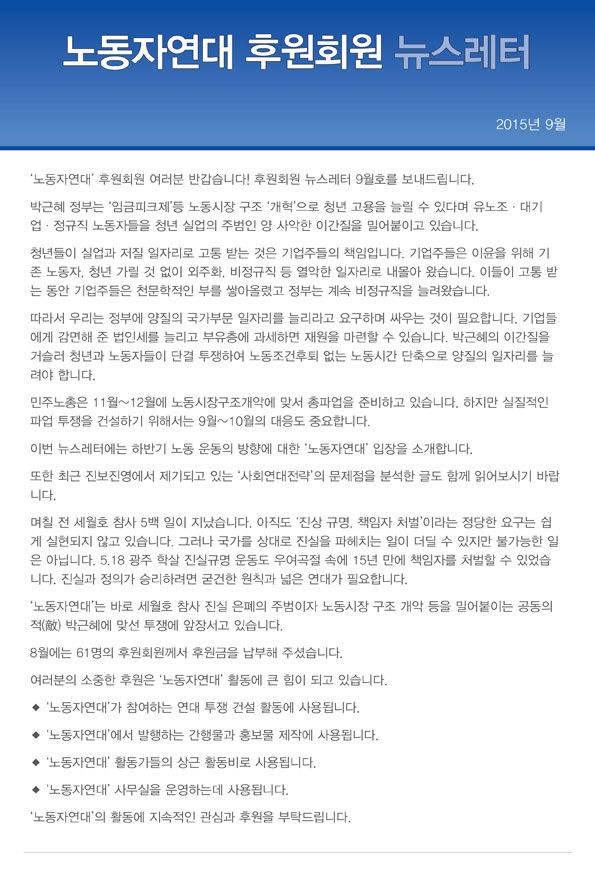 노동자연대 후원회원 뉴스레터
2015년 9월
‘노동자연대’ 후원회원 여러분 반갑습니다! 후원회원 뉴스레터 9월호를 보내드립니다.
박근혜 정부는 ‘임금피크제’등 노동시장 구조 ‘개혁’으로 청년 고용을 늘릴 수 있다며 유노조 · 대기
업 · 정규직 노동자들을 청년 실업의 주범인 양 사악한 이간질을 밀어붙이고 있습니다.
청년들이 실업과 저질 일자리로 고통 받는 것은 기업주들의 책임입니다. 기업주들은 이윤을 위해 기
존 노동자, 청년 가릴 것 없이 외주화, 비정규직 등 열악한 일자리로 내몰아 왔습니다. 이들이 고통 받
는 동안 기업주들은 천문학적인 부를 쌓아올렸고 정부는 계속 비정규직을 늘려왔습니다.
따라서 우리는 정부에 양질의 국가부문 일자리를 늘리라고 요구하며 싸우는 것이 필요합니다. 기업들
에게 감면해 준 법인세를 늘리고 부유층에 과세하면 재원을 마련할 수 있습니다. 박근혜의 이간질을
거슬러 청년과 노동자들이 단결 투쟁하여 노동조건후퇴 없는 노동시간 단축으로 양질의 일자리를 늘
려야 합니다.
민주노총은 11월~12월에 노동시장구조개악에 맞서 총파업을 준비하고 있습니다. 하지만 실질적인
파업 투쟁을 건설하기 위해서는 9월~10월의 대응도 중요합니다.
이번 뉴스레터에는 하반기 노동 운동의 방향에 대한 ‘노동자연대’ 입장을 소개합니다.
또한 최근 진보진영에서 제기되고 있는 ‘사회연대전략’의 문제점을 분석한 글도 함께 읽어보시기 바랍
니다.
며칠 전 세월호 참사 5백 일이 지났습니다. 아직도 ‘진상 규명, 책임자 처벌’이라는 정당한 요구는 쉽
게 실현되지 않고 있습니다. 그러나 국가를 상대로 진실을 파헤치는 일이 더딜 수 있지만 불가능한 일
은 아닙니다. 5.18 광주 학살 진실규명 운동도 우여곡절 속에 15년 만에 책임자를 처벌할 수 있었습
니다. 진실과 정의가 승리하려면 굳건한 원칙과 넓은 연대가 필요합니다.
‘노동자연대’는 바로 세월호 참사 진실 은폐의 주범이자 노동시장 구조 개악 등을 밀어붙이는 공동의
적(敵) 박근혜에 맞선 투쟁에 앞장서고 있습니다.
8월에는 61명의 후원회원께서 후원금을 납부해 주셨습니다.
여러분의 소중한 후원은 ‘노동자연대’ 활동에 큰 힘이 되고 있습니다.
◆ ‘노동자연대’가 참여하는 연대 투쟁 건설 활동에 사용됩니다.
◆ ‘노동자연대’에서 발행하는 간행물과 홍보물 제작에 사용됩니다.
◆ ‘노동자연대’ 활동가들의 상근 활동비로 사용됩니다.
◆ ‘노동자연대’ 사무실을 운영하는데 사용됩니다.
‘노동자연대’의 활동에 지속적인 관심과 후원을 부탁드립니다.